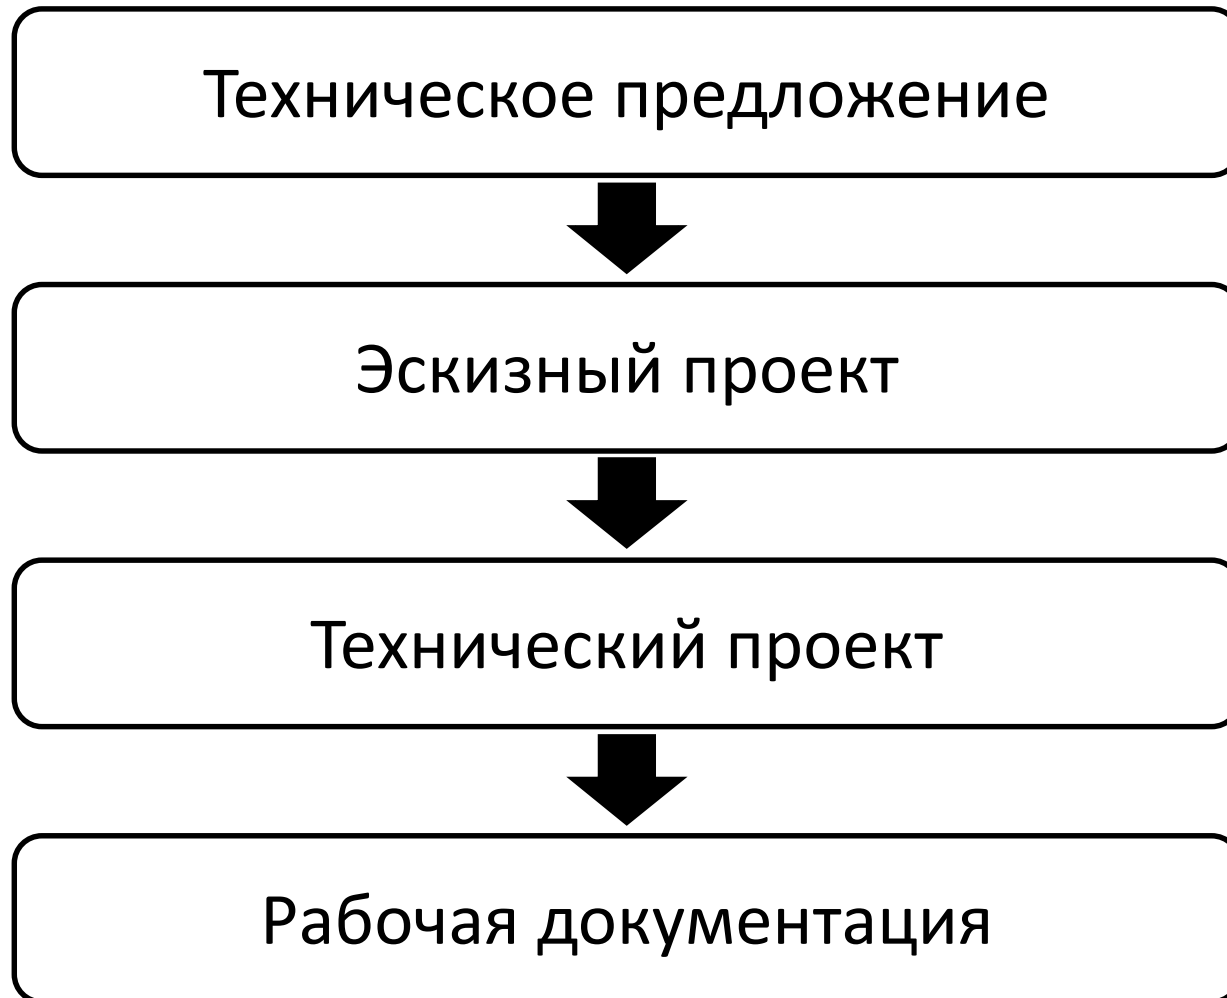 Техническое предложение
Эскизный проект
Технический проект
Рабочая документация